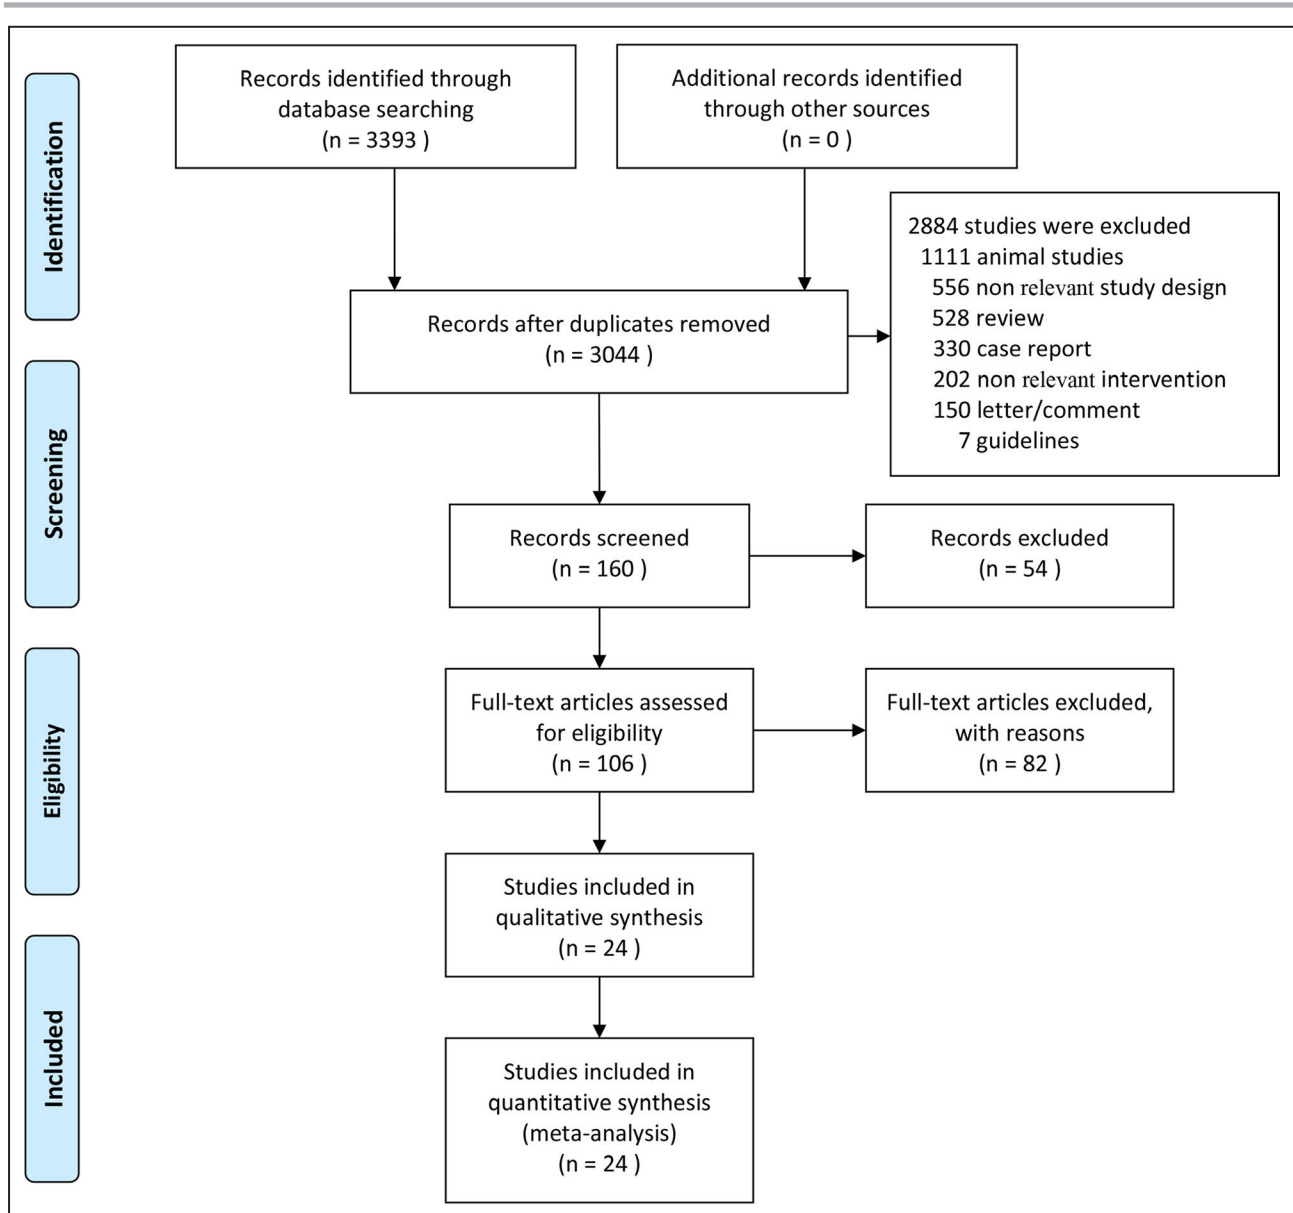 Identification
Records identified through
database searching
(n = 3393 )
Additional records identified
through other sources
(n = 0 )
2884 studies were excluded
1111 animal studies
556 non relevant study design
528 review
330 case report
202 non relevant intervention
150 letter/comment
7 guidelines
Records after duplicates removed
(n = 3044 )
Screening
Records screened
(n = 160 )
Records excluded
(n = 54 )
Eligibility
Full-text articles assessed
for eligibility
(n = 106 )
Full-text articles excluded,
with reasons
(n = 82 )
Studies included in
qualitative synthesis
(n = 24 )
Included
Studies included in
quantitative synthesis
(meta-analysis)
(n = 24 )